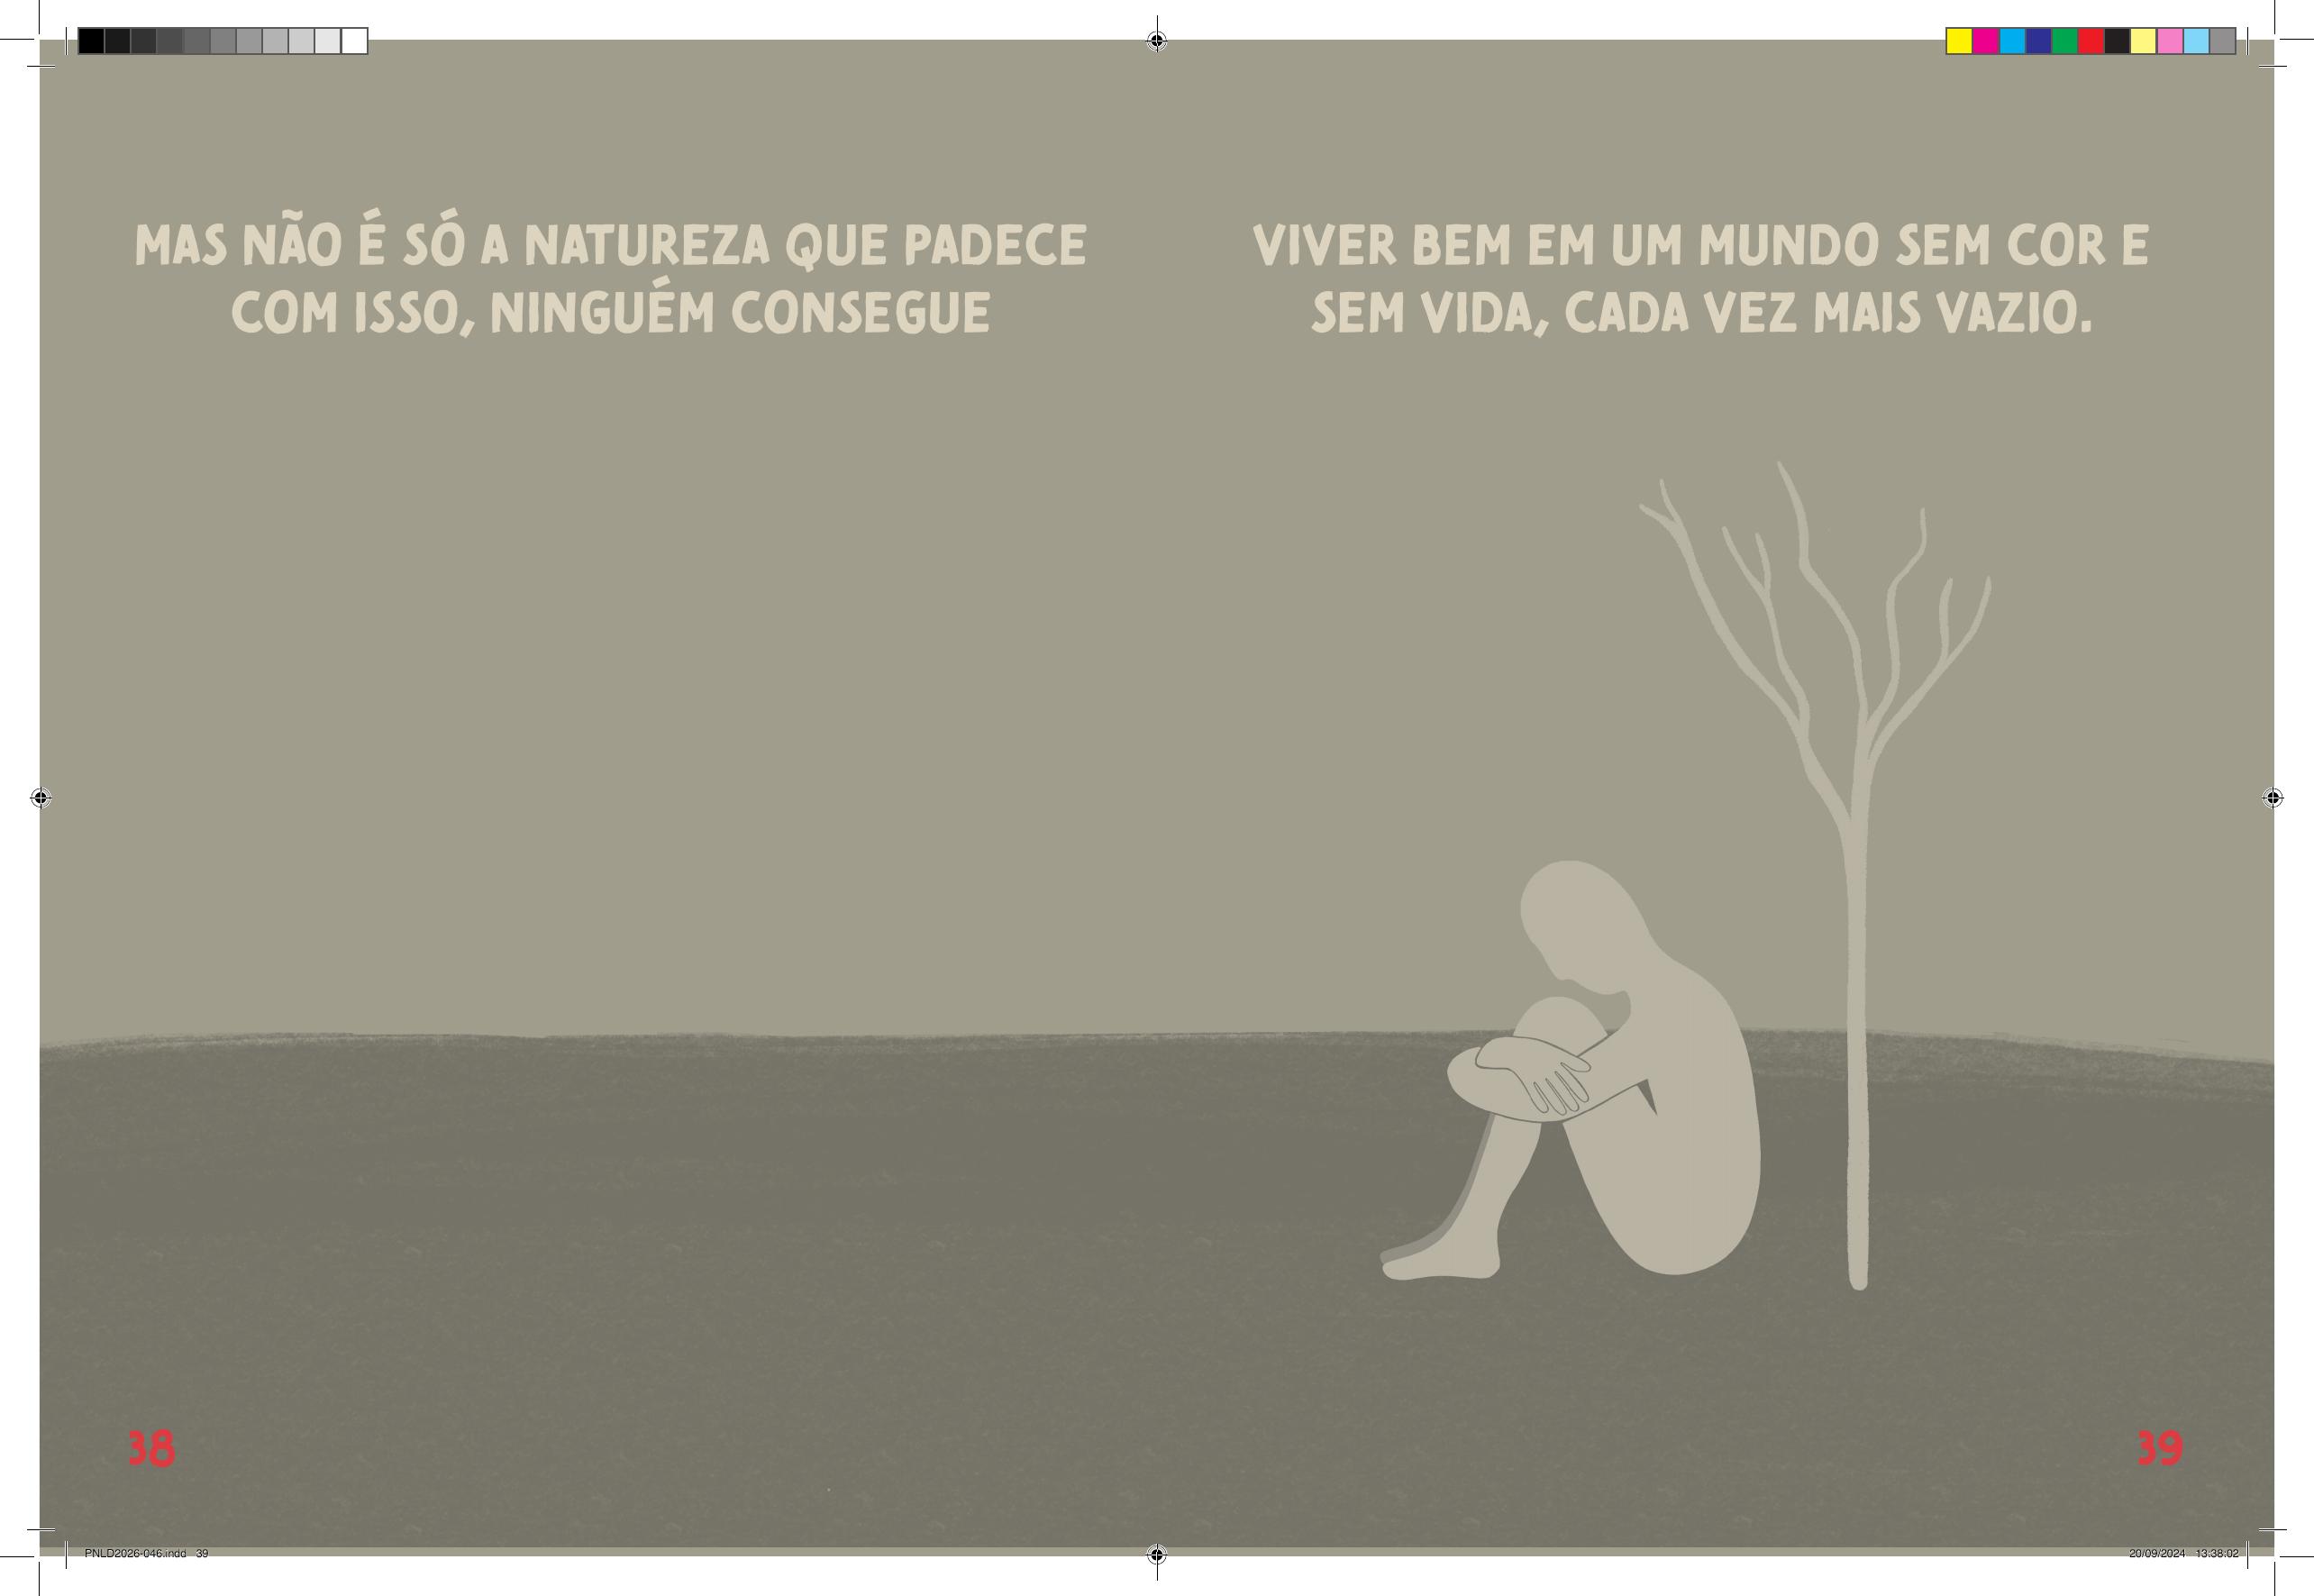 MAS NÃO É SÓ A NATUREZA QUE PADECE
COM ISSO, NINGUÉM CONSEGUE
VIVER BEM EM UM MUNDO SEM COR E
SEM VIDA, CADA VEZ MAIS VAZIO.
38
39
PNLD2026-046.indd 39
20/09/2024 13:38:02